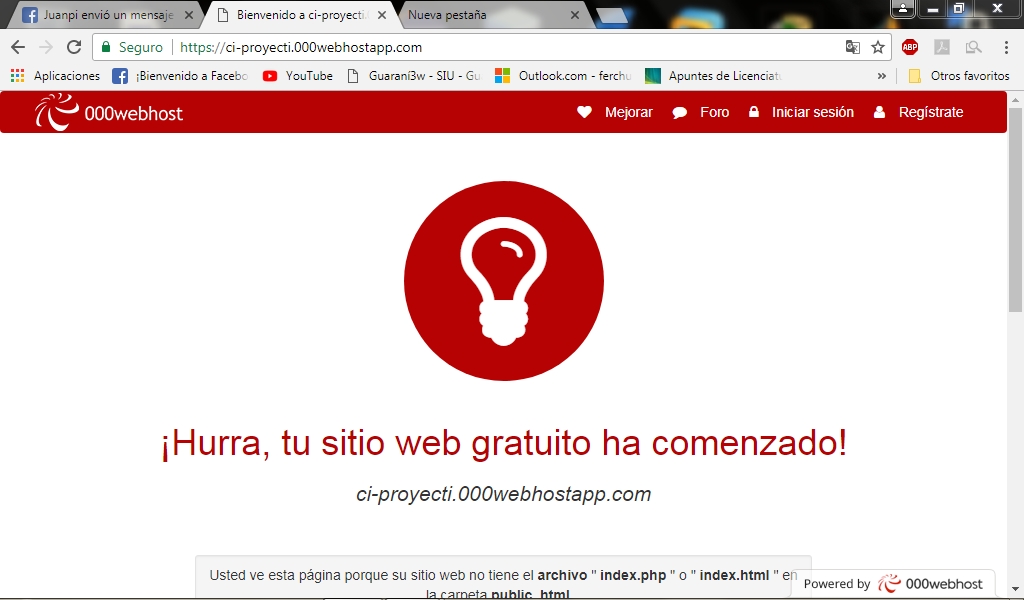 Juanpi envió un mensaje
Bienvenido a ci-proyecti.
Nueva pestaña
Seguro
https://ci-proyecti.000webhostapp.com
ABP
Aplicaciones
¡Bienvenido a Facebo
YouTube
Guaraní3w - SIU - Gu
Outlook.com - ferchu
Apuntes de Licenciat
»
Otros favoritos
000webhost
Mejorar
Foro
Iniciar sesión
Regístrate
¡Hurra, tu sitio web gratuito ha comenzado!
ci-proyecti.000webhostapp.com
Usted ve esta página porque su sitio web no tiene el archivo " index.php " o " index.html " en
la carpeta public_html
Powered by 000webhost